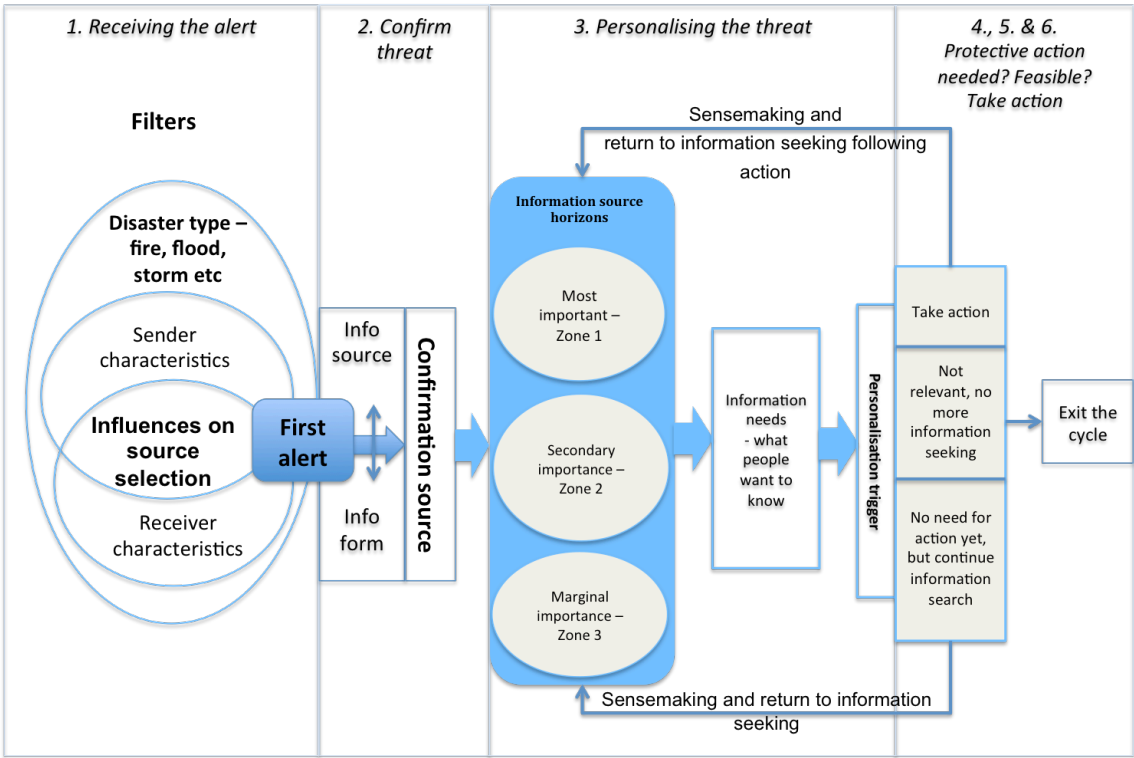 1. Receiving the alert
2. Confirm
threat
3. Personalising the threat
4., 5. & 6.
Protective action
needed? Feasible?
Take action
Filters
Disaster type –
fire, flood,
storm etc
Sender
characteristics
Influences on
source
selection
Receiver
characteristics
First
alert
Info
source
Info
form
Confirmation source
Sensemaking and
return to information seeking following
action
Information source
horizons
Most
important –
Zone 1
Secondary
importance –
Zone 2
Marginal
importance –
Zone 3
Information
needs
- what
people
want to
know
Personalisation trigger
Take action
Not
relevant, no
more
information
seeking
No need for
action yet,
but continue
information
search
Exit the
cycle
Sensemaking and return to information
seeking